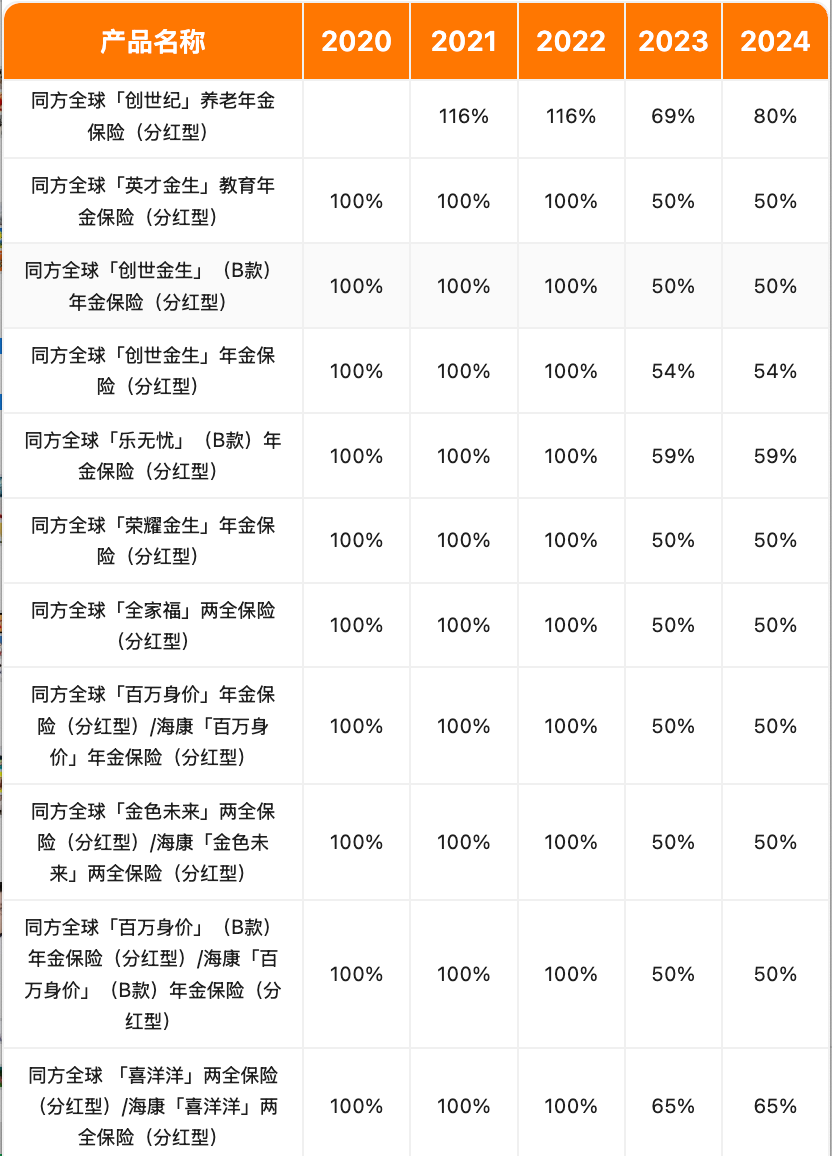 产品名称 2020 2021 2022 2023 2024
同方全球「创世纪」养老年金
保险（分红型）
116% 116% 69% 80%
同方全球「英才金生」教育年
金保险（分红型）
100% 100% 100% 50% 50%
同方全球「创世金生」（B款）
年金保险（分红型）
100% 100% 100% 50% 50%
同方全球「创世金生」年金保
险（分红型）
100% 100% 100% 54% 54%
同方全球「乐无忧」（B款）年
金保险（分红型）
100% 100% 100% 59% 59%
同方全球「荣耀金生」年金保
险（分红型）
100% 100% 100% 50% 50%
同方全球「全家福」两全保险
（分红型）
100% 100% 100% 50% 50%
同方全球「百万身价」年金保
险（分红型）/海康「百万身
价」年金保险（分红型）
100% 100% 100% 50% 50%
同方全球「金色未来」两全保
险（分红型）/海康「金色未
来」两全保险（分红型）
100% 100% 100% 50% 50%
同方全球「百万身价」（B款）
年金保险（分红型）/海康「百
万身价」（B款）年金保险（分
红型）
100% 100% 100% 50% 50%
同方全球 「喜洋洋」两全保险
（分红型）/海康「喜洋洋」两
全保险（分红型）
100% 100% 100% 65% 65%